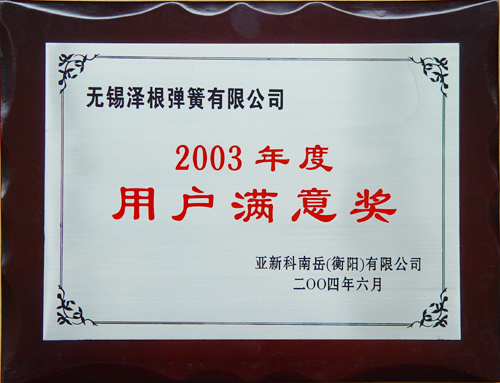 无锡泽根弹簧有限公司
2003 年度
用户满意奖
亚新科南岳(衡阳)有限公司
二OO四年六月